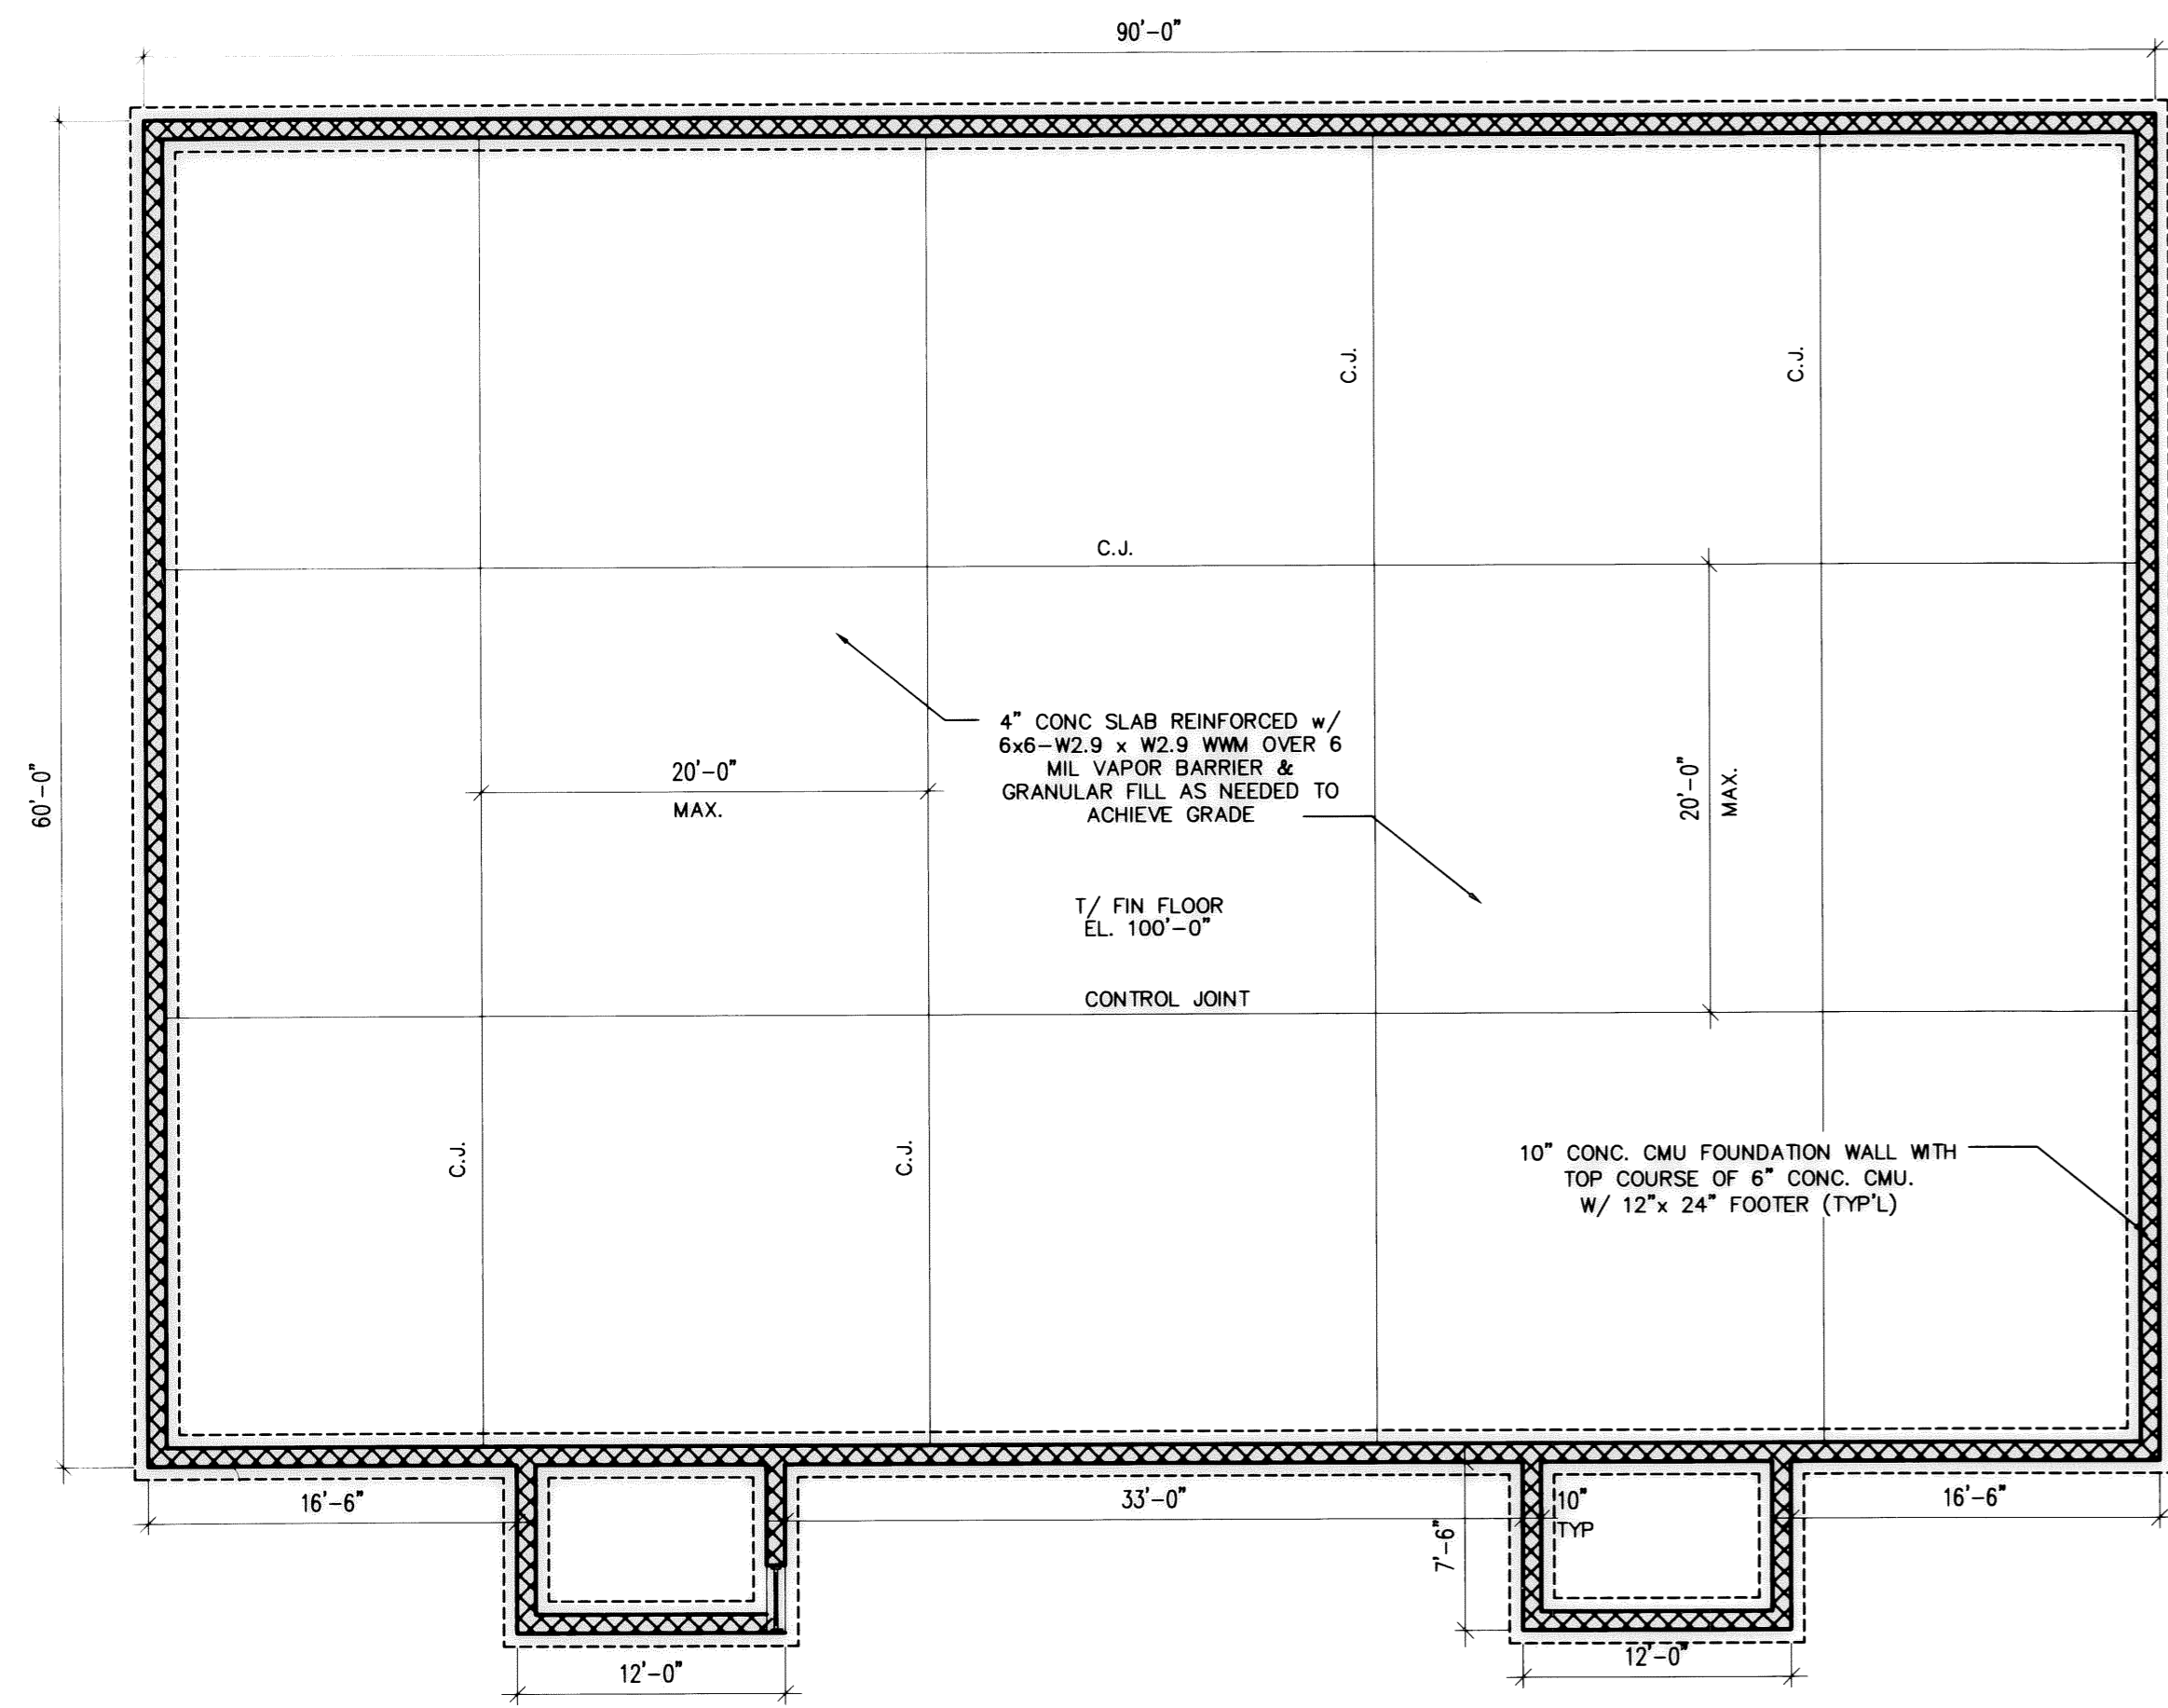 90'-0"
C.J.
C.J.
C.J.
4" CONC SLAB REINFORCED w/
6x6-W2.9 x W2.9 WWM OVER 6
MIL VAPOR BARRIER &
GRANULAR FILL AS NEEDED TO
ACHIEVE GRADE
20'-0"
MAX.
20'-0"
MAX.
60'-0"
T/ FIN FLOOR
EL. 100'-0"
CONTROL JOINT
C.J.
C.J.
10" CONC. CMU FOUNDATION WALL WITH
TOP COURSE OF 6" CONC. CMU.
W/ 12"x 24" FOOTER (TYP'L)
16'-6"
33'-0"
10"
TYP
16'-6"
7'-6"
12'-0"
12'-0"